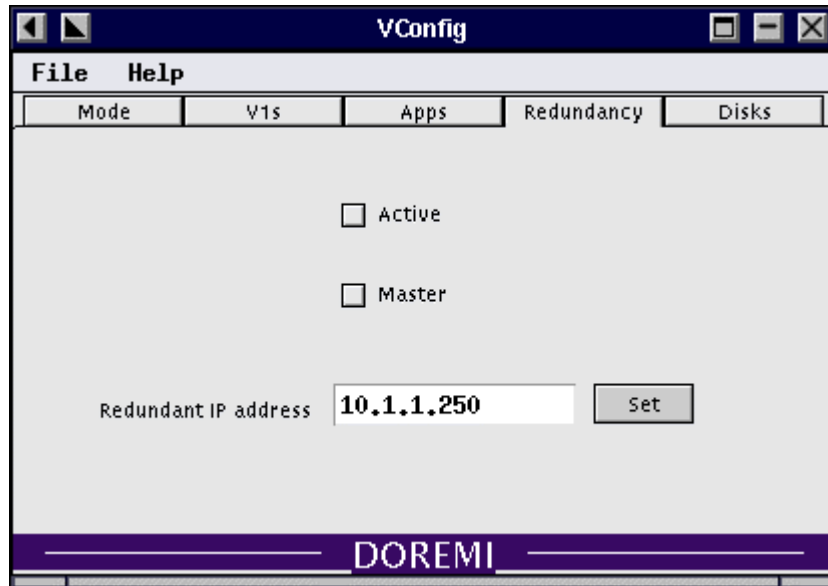 VConfig
File Help
Mode V1s Apps Redundancy Disks
Active
Master
Redundant IP address 10.1.1.250 Set
DOREMI